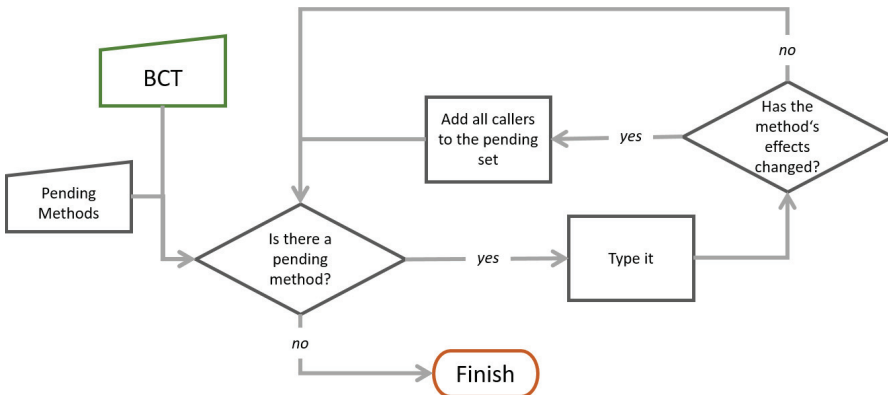 no
BCT
Add all callers
to the pending
set
yes
Has the
method‘s
effects
changed?
Pending
Methods
Is there a
pending
method?
yes
Type it
no
Finish